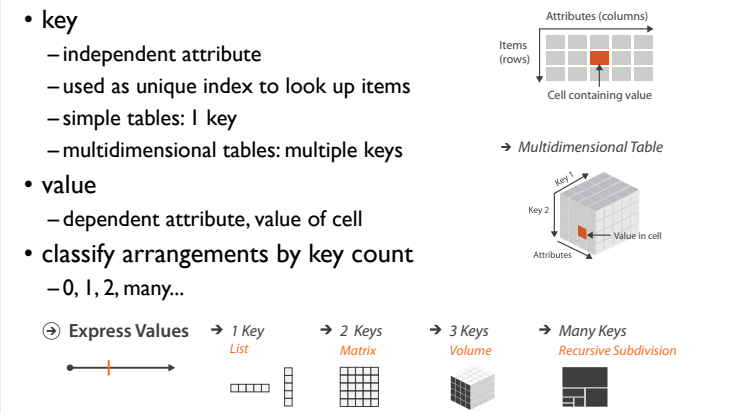 • key
– independent attribute
– used as unique index to look up items
– simple tables: 1 key
– multidimensional tables: multiple keys
• value
– dependent attribute, value of cell
• classify arrangements by key count
– 0, 1, 2, many...
Attributes (columns)
Items
(rows)
Cell containing value
→ Multidimensional Table
Key 1
Key 2
Value in cell
Attributes
→ Express Values
→ 1 Key
List
→ 2 Keys
Matrix
→ 3 Keys
Volume
→ Many Keys
Recursive Subdivision